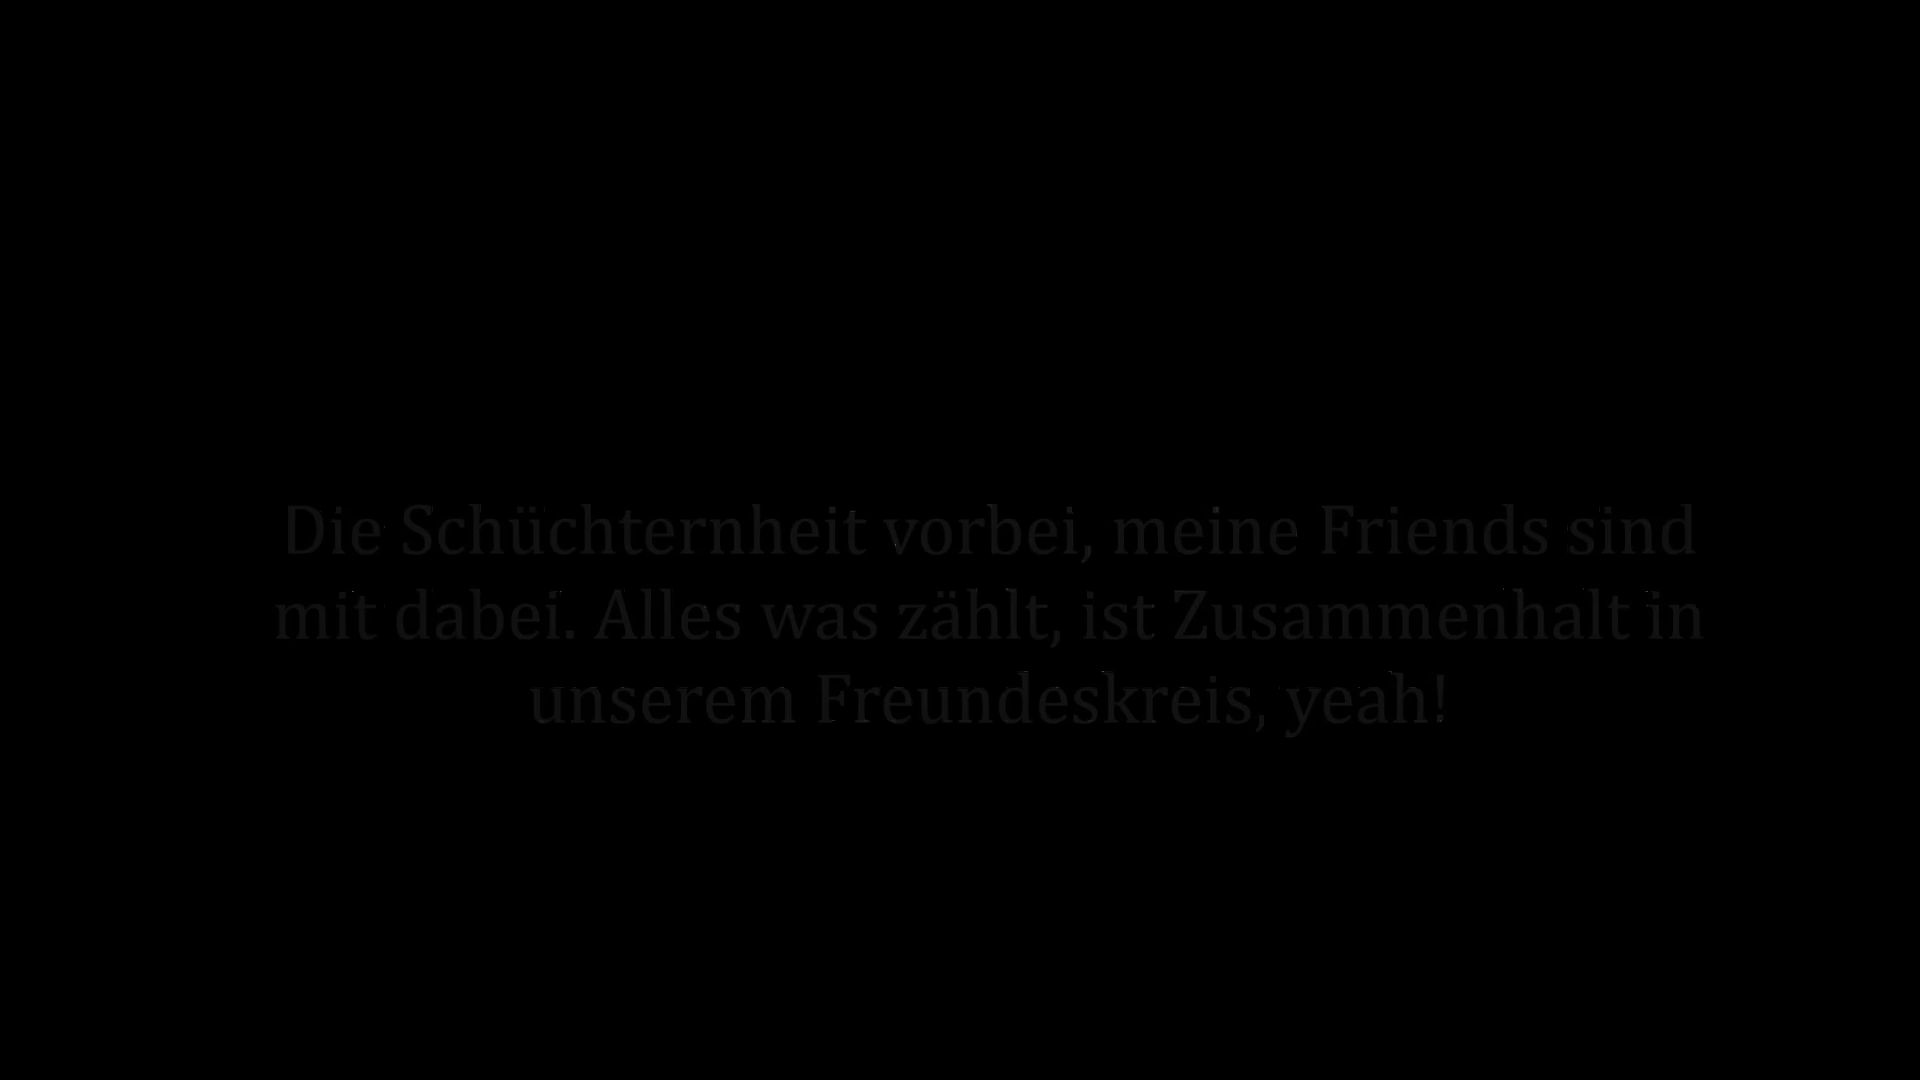 Die Schüchternheit vorbei, meine Friends sind
mit dabei. Alles was zählt, ist Zusammenhalt in
unserem Freundeskreis, yeah!